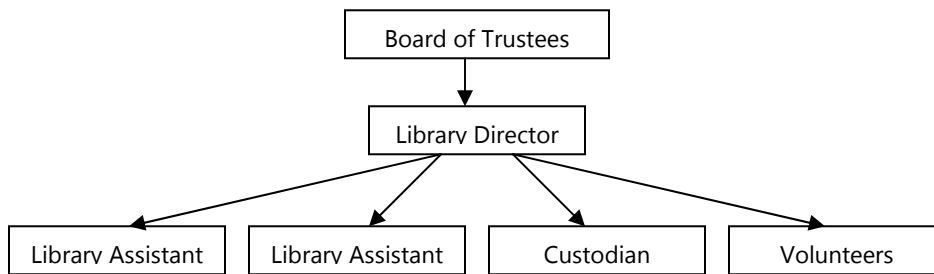 Board of Trustees
Library Director
Library Assistant
Library Assistant
Custodian
Volunteers